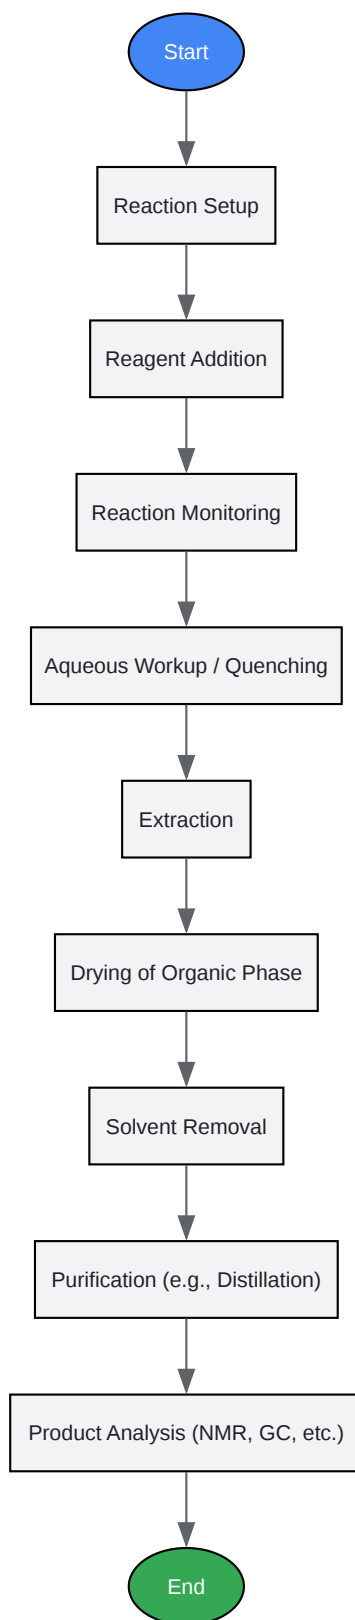 Start
Reaction Setup
Reagent Addition
Reaction Monitoring
Aqueous Workup / Quenching
Extraction
Drying of Organic Phase
Solvent Removal
Purification (e.g., Distillation)
Product Analysis (NMR, GC, etc.)
End